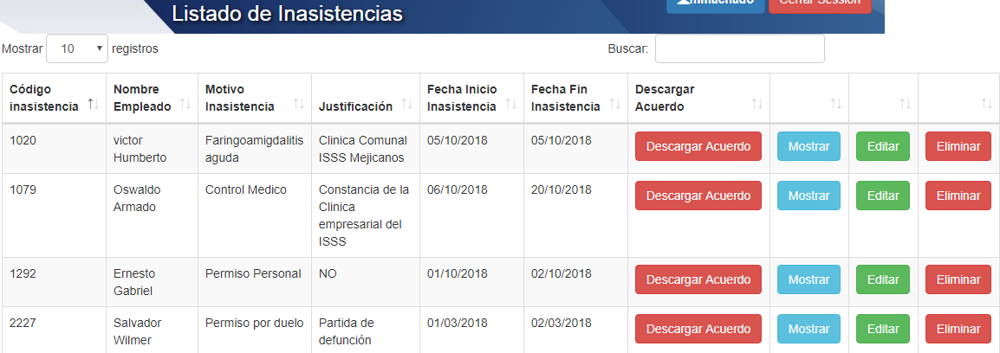 Listado de Inasistencias
mmachado
Cerrar Session
Mostrar 10 registros
Buscar:
Código inasistencia
Nombre Empleado
Motivo Inasistencia
Justificación
Fecha Inicio Inasistencia
Fecha Fin Inasistencia
Descargar Acuerdo
1020
victor Humberto
Faringoamigdalitis aguda
Clinica Comunal ISSS Mejicanos
05/10/2018
05/10/2018
Descargar Acuerdo
Mostrar
Editar
Eliminar
1079
Oswaldo Armado
Control Medico
Constancia de la Clinica empresarial del ISSS
06/10/2018
20/10/2018
Descargar Acuerdo
Mostrar
Editar
Eliminar
1292
Ernesto Gabriel
Permiso Personal
NO
01/10/2018
02/10/2018
Descargar Acuerdo
Mostrar
Editar
Eliminar
2227
Salvador Wilmer
Permiso por duelo
Partida de defunción
01/03/2018
02/03/2018
Descargar Acuerdo
Mostrar
Editar
Eliminar